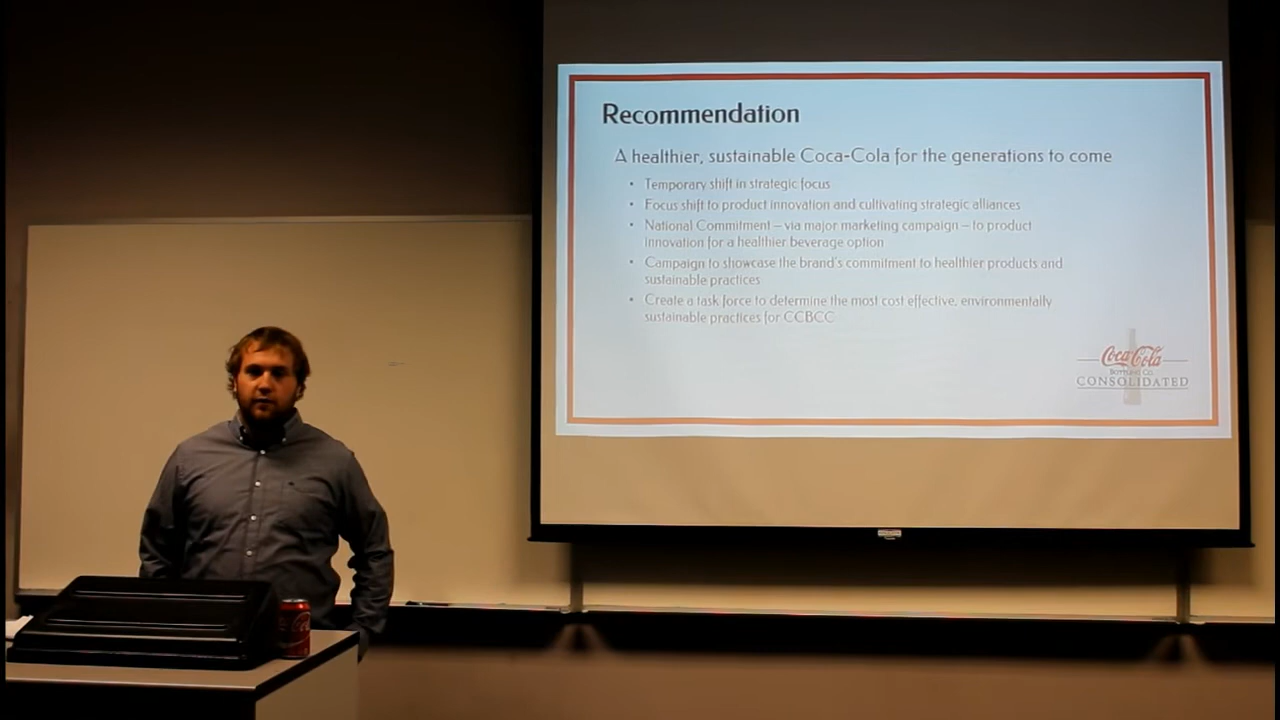 Recommendation
A healthier, sustainable Coca-Cola for the generations to come
• Temporary shift in strategic focus
• Focus shift to product innovation and cultivating strategic alliances
• National Commitment – via major marketing campaign – to product
innovation for a healthier beverage option
• Campaign to showcase the brand's commitment to healthier products and
sustainable practices
• Create a task force to determine the most cost effective, environmentally
sustainable practices for CCBCC
Coca-Cola
BOTTLING CO.
CONSOLIDATED